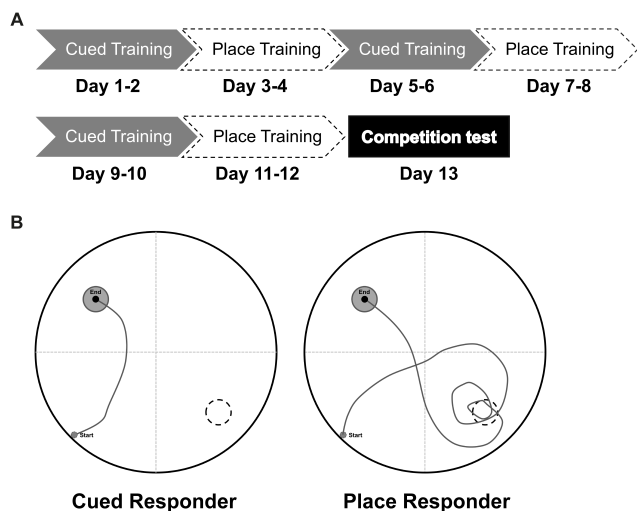 A
Cued Training Place Training Cued Training Place Training
Day 1-2 Day 3-4 Day 5-6 Day 7-8
Cued Training Place Training Competition test
Day 9-10 Day 11-12 Day 13
B
End End
Start Start
Cued Responder Place Responder